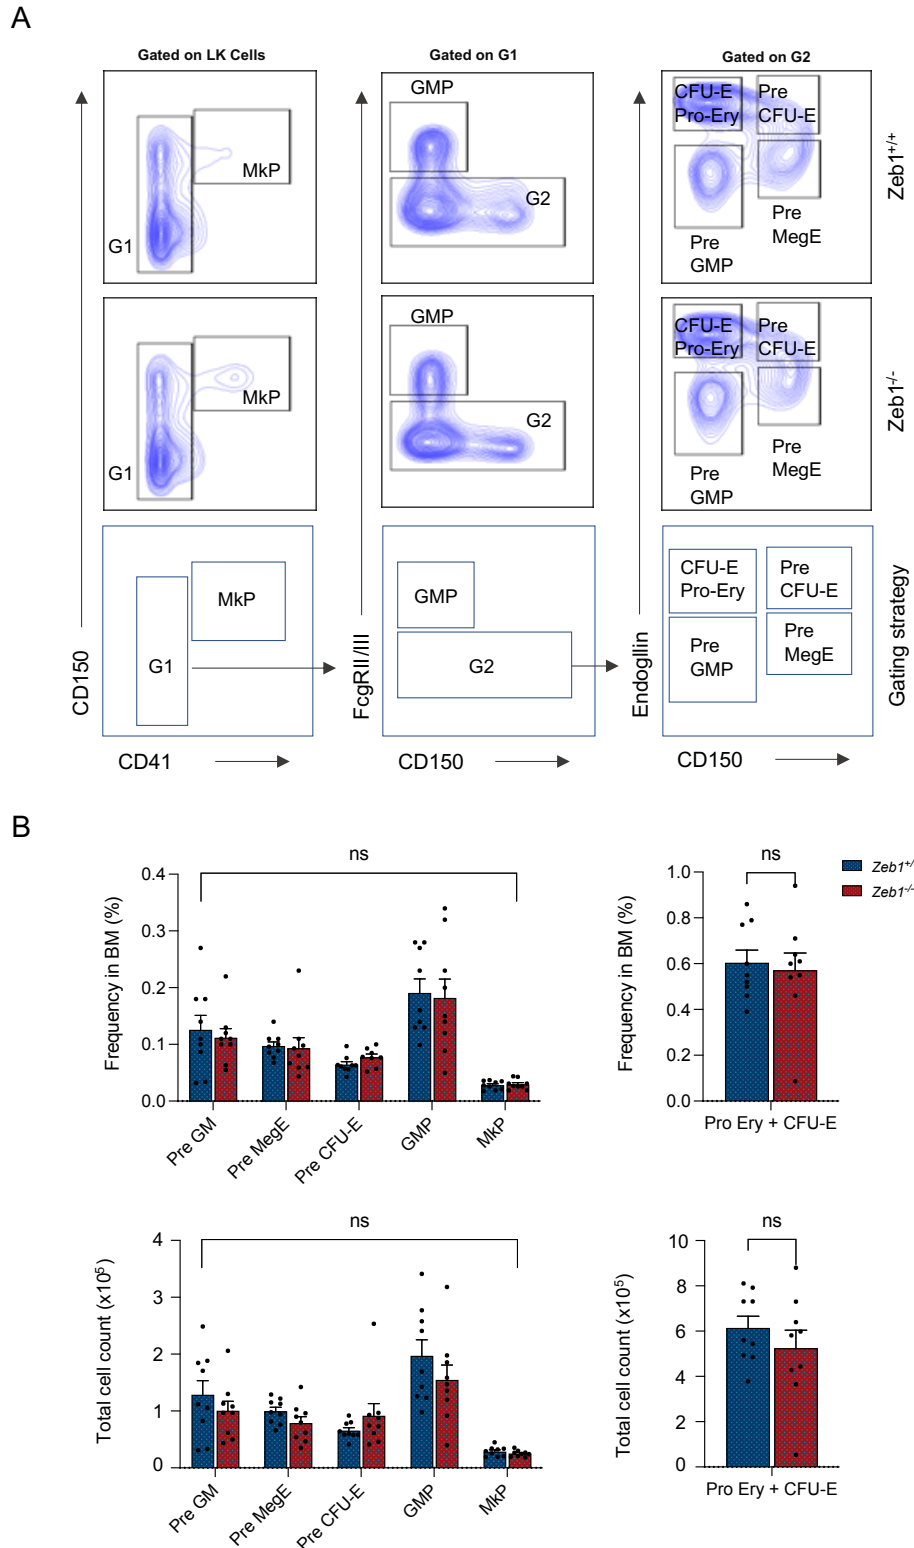 A
Gated on LK Cells
Gated on G1
Gated on G2
MkP
G1
GMP
G2
CFU-E
Pro-Ery
Pre
CFU-E
Pre
GMP
Pre
MegE
Zeb1+/+
MkP
G1
GMP
G2
CFU-E
Pro-Ery
Pre
CFU-E
Pre
GMP
Pre
MegE
Zeb1-/-
CD150
MkP
G1
CD41
FcgRII/III
GMP
G2
CD150
Endogllin
CFU-E
Pro-Ery
Pre
CFU-E
Pre
GMP
Pre
MegE
CD150
Gating strategy
B
ns
Frequency in BM (%)
0.4
0.3
0.2
0.1
0.0
Pre GM
Pre MegE
Pre CFU-E
GMP
MkP
ns
Frequency in BM (%)
1.0
0.8
0.6
0.4
0.2
0.0
Pro Ery + CFU-E
Zeb1+/
Zeb1-/-
ns
Total cell count (x10⁵)
4
3
2
1
0
Pre GM
Pre MegE
Pre CFU-E
GMP
MkP
ns
Total cell count (x10⁵)
10
8
6
4
2
0
Pro Ery + CFU-E